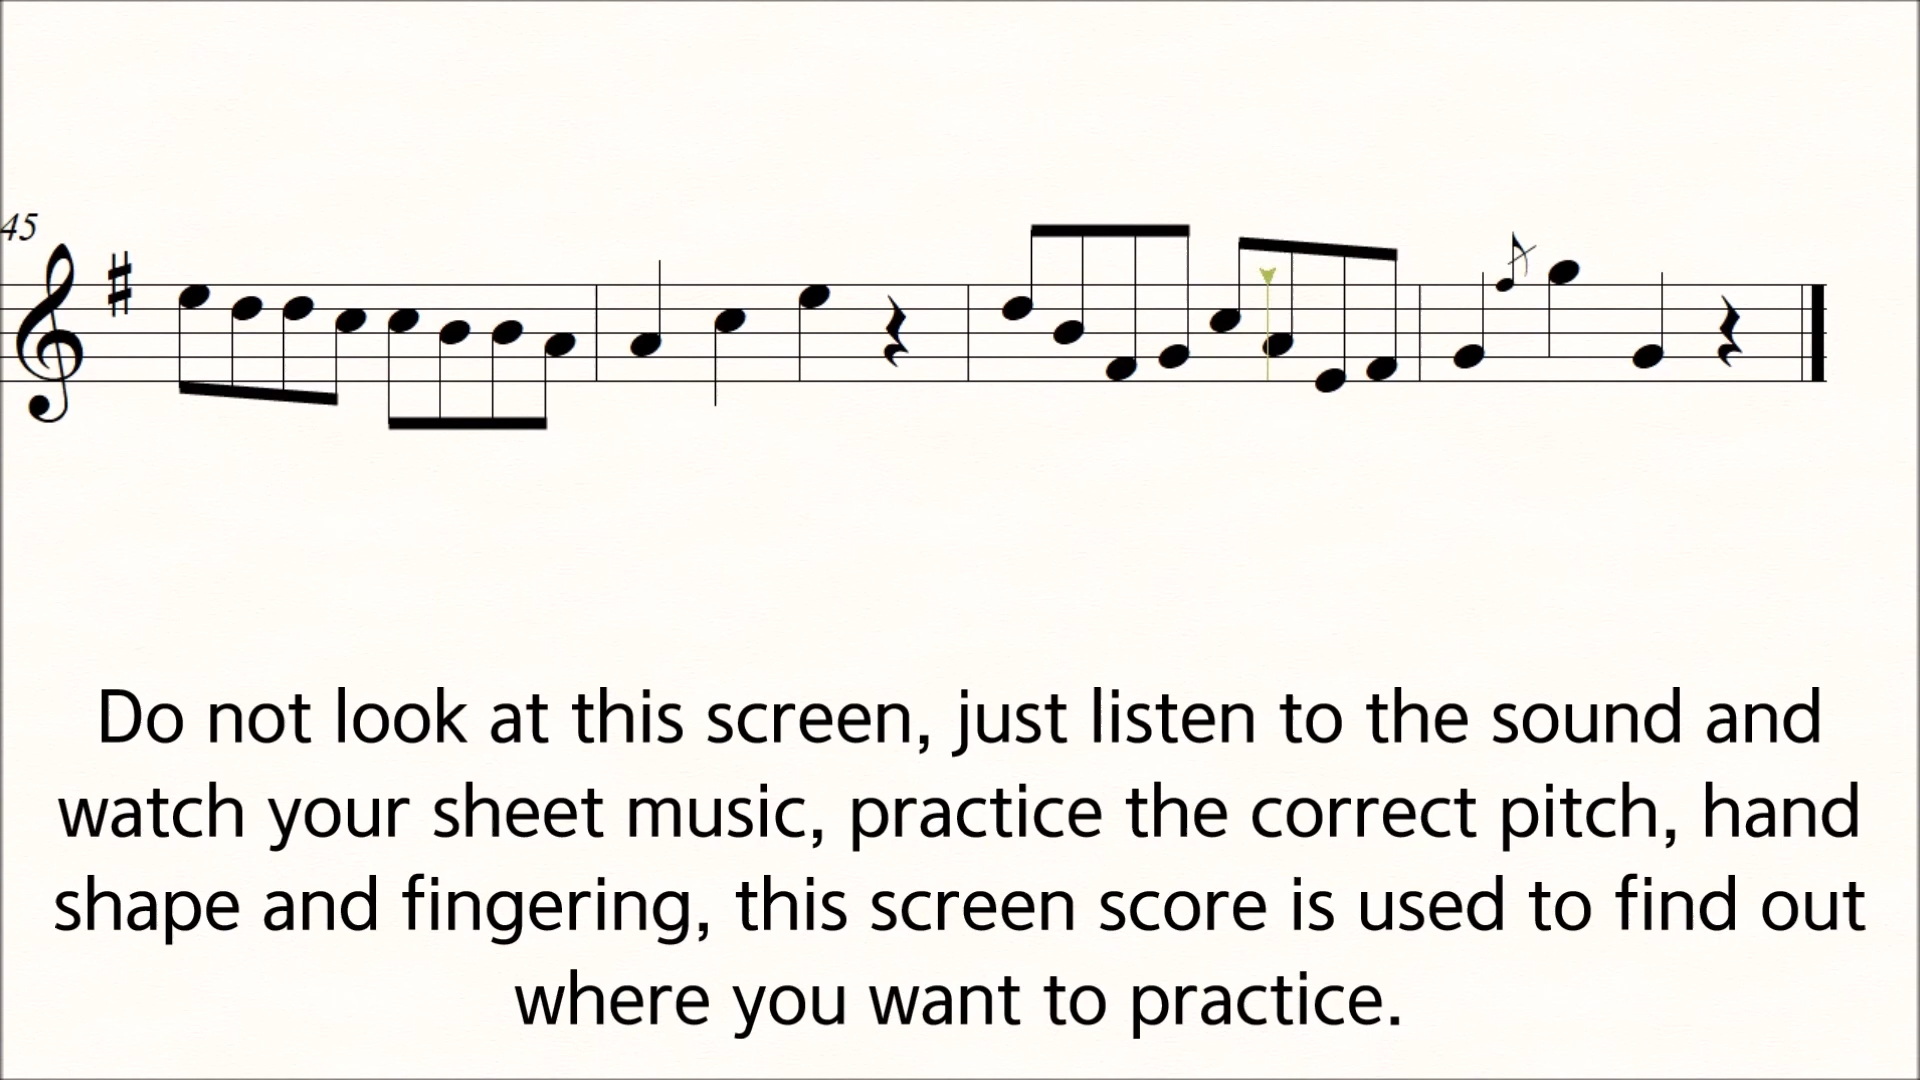 45
Do not look at this screen, just listen to the sound and
watch your sheet music, practice the correct pitch, hand
shape and fingering, this screen score is used to find out
where you want to practice.